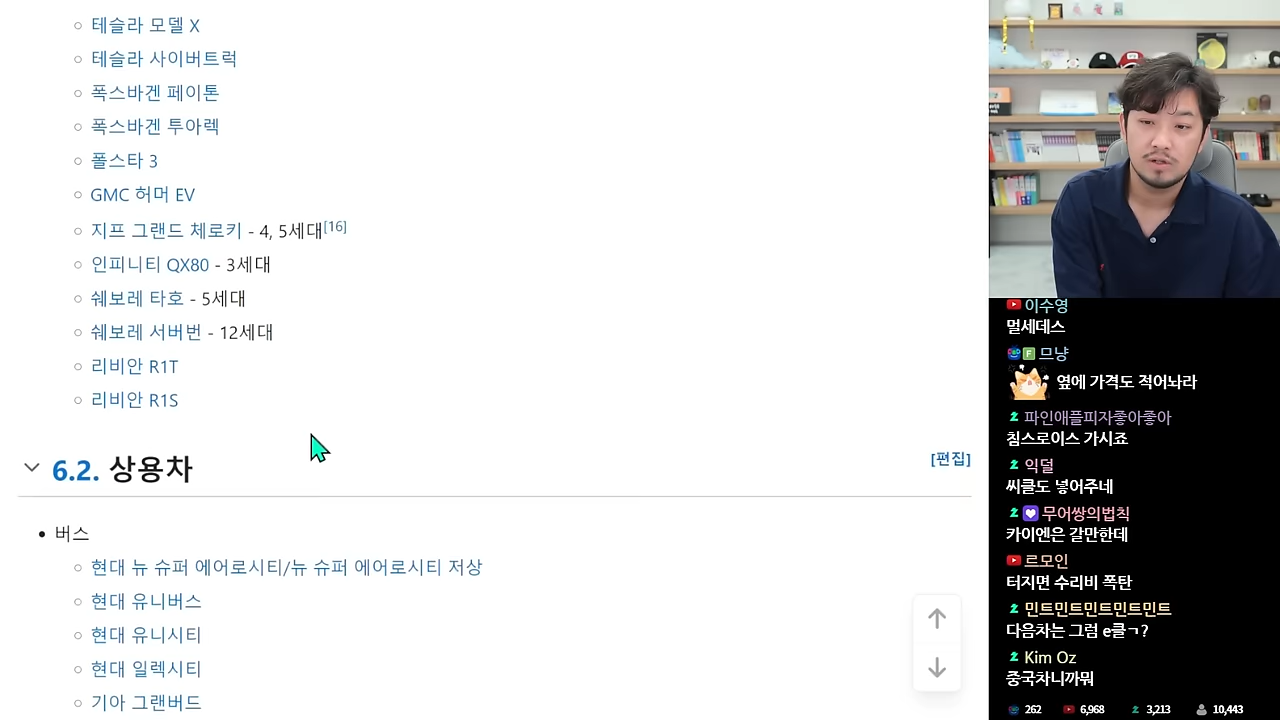 테슬라 모델 X
테슬라 사이버트럭
폭스바겐 페이톤
폭스바겐 투아렉
폴스타 3
GMC 허머 EV
지프 그랜드 체로키 - 4, 5세대[16]
인피니티 QX80 - 3세대
쉐보레 타호 - 5세대
쉐보레 서버번 - 12세대
리비안 R1T
리비안 R1S
6.2. 상용차
[편집]
버스
현대 뉴 슈퍼 에어로시티/뉴 슈퍼 에어로시티 저상
현대 유니버스
현대 유니시티
현대 일렉시티
기아 그랜버드
이수영
멀세데스
F 므냥
옆에 가격도 적어놔라
파인애플피자좋아좋아
침스로이스 가시죠
익덜
씨클도 넣어주네
무어쌍의법칙
카이엔은 갈만한데
르모인
터지면 수리비 폭탄
민트민트민트민트민트
다음차는 그럼 e클ㄱ?
Kim Oz
중국차니까뭐
262 6,968 3,213 10,443